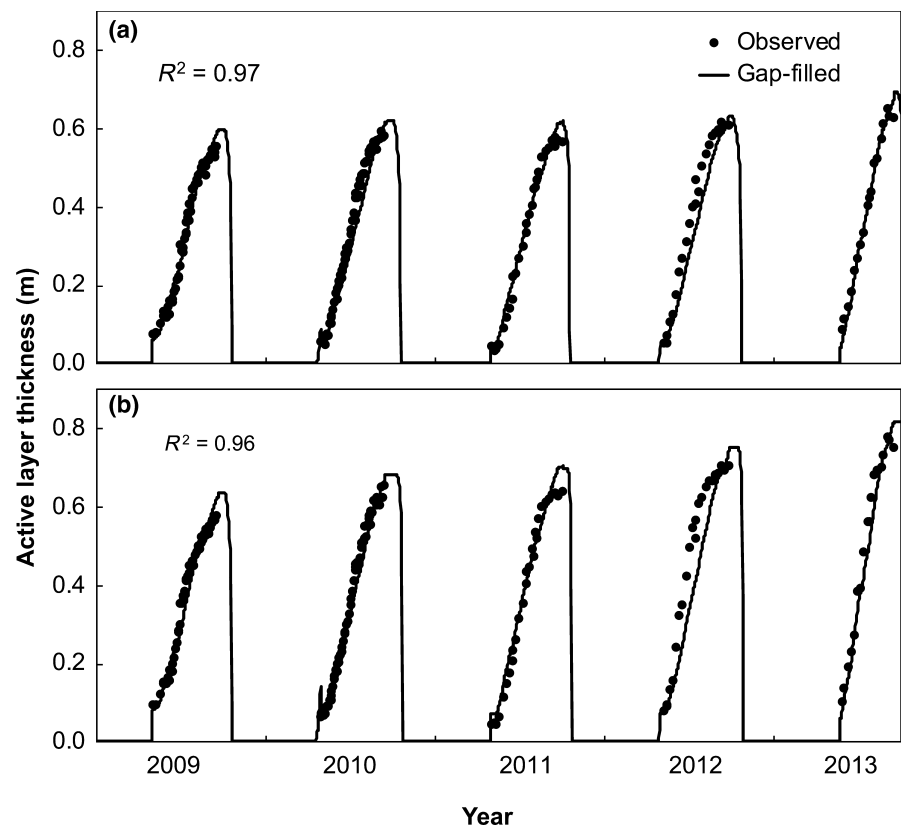 (a)
R² = 0.97
Observed
Gap-filled
0.8
0.6
0.4
0.2
0.0
(b)
R² = 0.96
0.8
0.6
0.4
0.2
0.0
Active layer thickness (m)
2009 2010 2011 2012 2013
Year